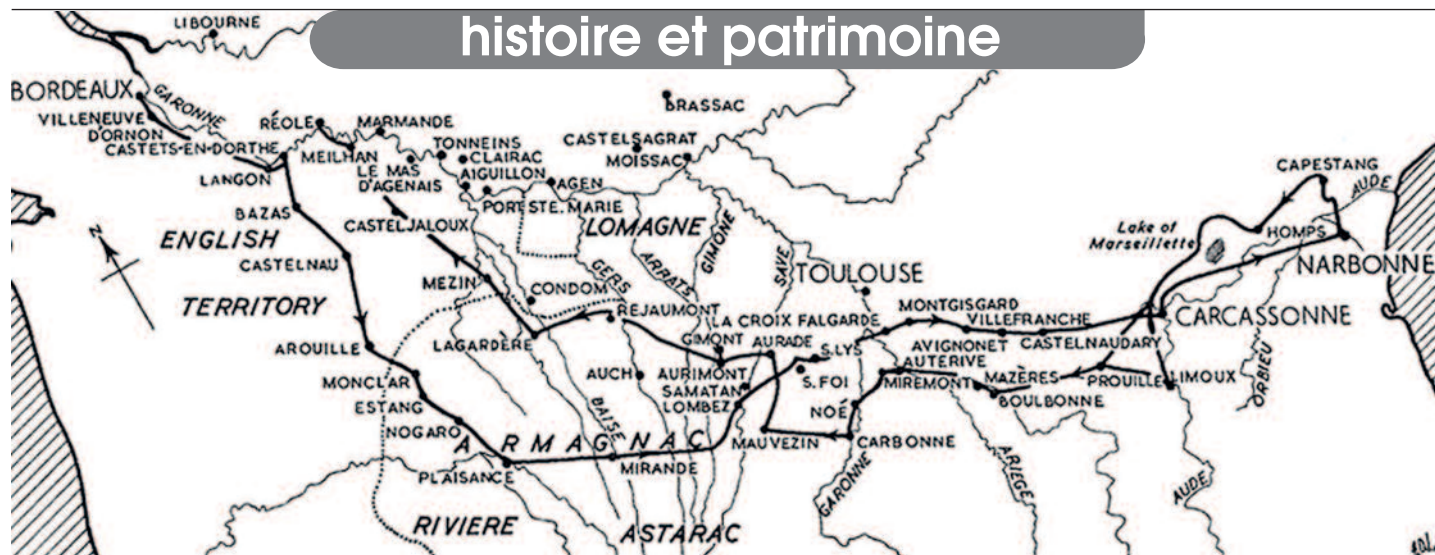 histoire et patrimoine
LIBOURNE
BORDEAUX
GARONNE
VILLENEUVE
D'ORNON
CASTETS-EN-DORTHE
LANGON
RÉOLE
MEILHAN
MARMANDE
LE MAS
D'AGENAIS
TONNEINS
CLAIRAC
AIGUILLON
PORT STE. MARIE
AGEN
CASTELSAGRAT
MOISSAC
BRASSAC
BAZAS
ENGLISH
CASTELNAU
TERRITORY
CASTELJALOUX
LOMAGNE
GERS
ARRATS
GIMONE
SAVE
TOULOUSE
MEZIN
CONDOM
REJAUMONT
LAGARDÈRE
AROUILLE
MONCLAR
ESTANG
NOGARO
ARMAGNAC
PLAISANCE
BAISE
MIRANDE
AUCH
GIMONT
AURIMONT
SAMATAN
LOMBEZ
AURADE
LA CROIX FALGARDE
S. LYS
S. FOI
MONTGISGARD
VILLEFRANCHE
AVIGNONET
CASTELNAUDARY
AUTERIVE
MIREMONT
MAZÈRES
BOULBONNE
PROUILLE
LIMOUX
NOÉ
CARBONNE
MAUVEZIN
GARONNE
ARIEGE
AUDE
ORBIEU
CARCASSONNE
Lake of
Marseillette
CAPESTANG
AUDE
HOMPS
NARBONNE
RIVIERE
ASTARAC
N